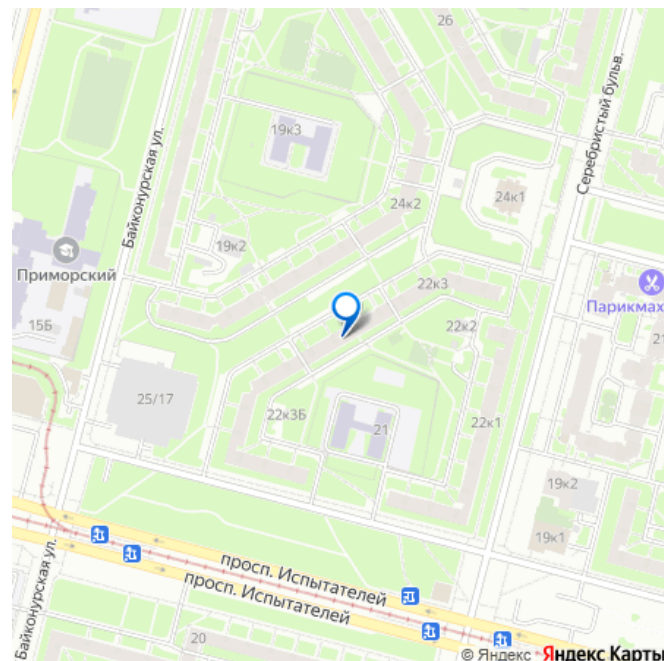 26
Серебристый бульв.
19к3
Байконурская ул.
24к1
24к2
19к2
Приморский
22к3
Парикмах
15Б
22к2
21
25/17
22к3Б
21
22к1
19к2
19к1
просп. Испытателей
просп. Испытателей
Байконурская ул.
20
© Яндекс Яндекс Карты